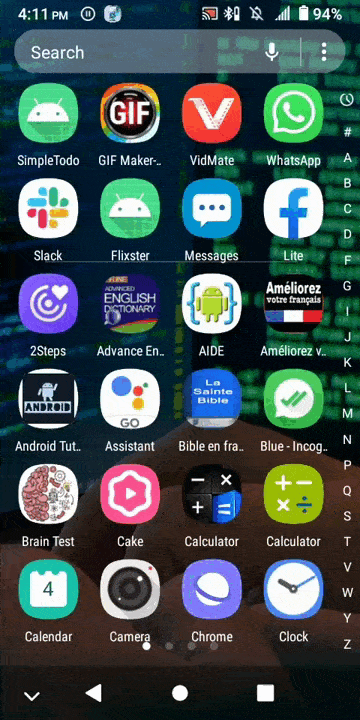 4:11 PM
94%
Search
SimpleTodo
GIF
GIF Maker-..
VidMate
WhatsApp
Slack
Flixster
Messages
Lite
2Steps
ADVANCED
ENGLISH
DICTIONARY
Advance En..
AIDE
Améliorez
votre français
Améliorez v..
ANDROID
Android Tut..
GO
Assistant
La
Sainte
Bible
Bible en fra..
Blue - Incog..
Brain Test
Cake
Calculator
Calculator
4
Calendar
Camera
Chrome
Clock
#
A
B
C
D
F
G
I
J
K
L
M
N
P
Q
S
T
V
W
Y
Z